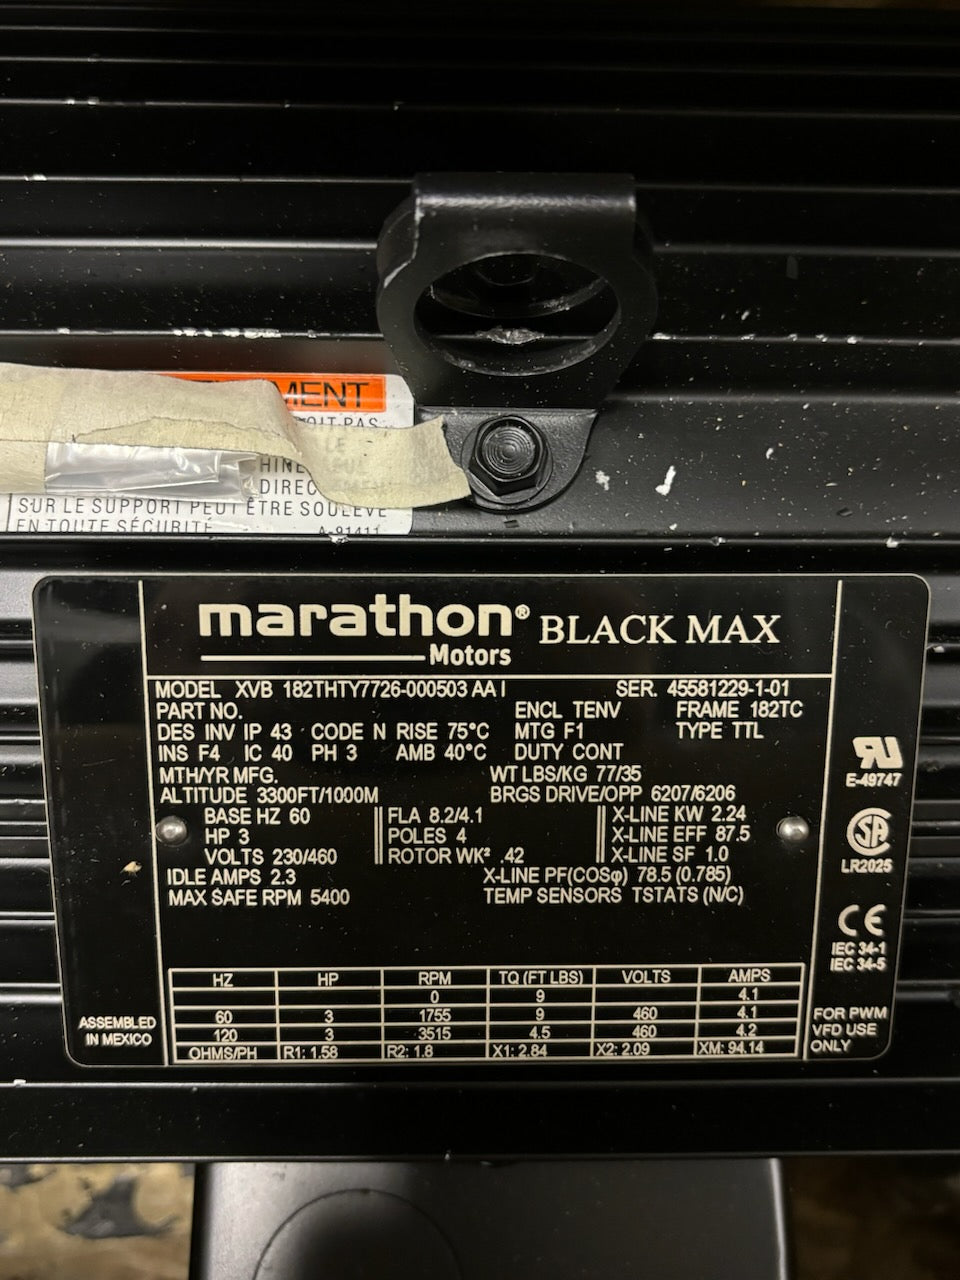 MENT
OIT PAS
LE
HINE
DIREC EMEN
SUR LE SUPPORT PEUT ÊTRE SOULEVÉ
EN TOUTE SÉCURITÉ A-91411
marathon® BLACK MAX
Motors
MODEL XVB 182THTY7726-000503 AA I SER. 45581229-1-01
PART NO. ENCL TENV FRAME 182TC
DES INV IP 43 CODE N RISE 75°C MTG F1 TYPE TTL
INS F4 IC 40 PH 3 AMB 40°C DUTY CONT
MTH/YR MFG. WT LBS/KG 77/35
ALTITUDE 3300FT/1000M BRGS DRIVE/OPP 6207/6206
BASE HZ 60 FLA 8.2/4.1 X-LINE KW 2.24
HP 3 POLES 4 X-LINE EFF 87.5
VOLTS 230/460 ROTOR WK² .42 X-LINE SF 1.0
IDLE AMPS 2.3 X-LINE PF(COSφ) 78.5 (0.785)
MAX SAFE RPM 5400 TEMP SENSORS TSTATS (N/C)
HZ HP RPM TQ (FT LBS) VOLTS AMPS
0 9 4.1
60 3 1755 9 460 4.1
120 3 3515 4.5 460 4.2
OHMS/PH R1: 1.58 R2: 1.8 X1: 2.84 X2: 2.09 XM: 94.14
ASSEMBLED
IN MEXICO
RU
E-49747
SA
LR2025
CE
IEC 34-1
IEC 34-5
FOR PWM
VFD USE
ONLY